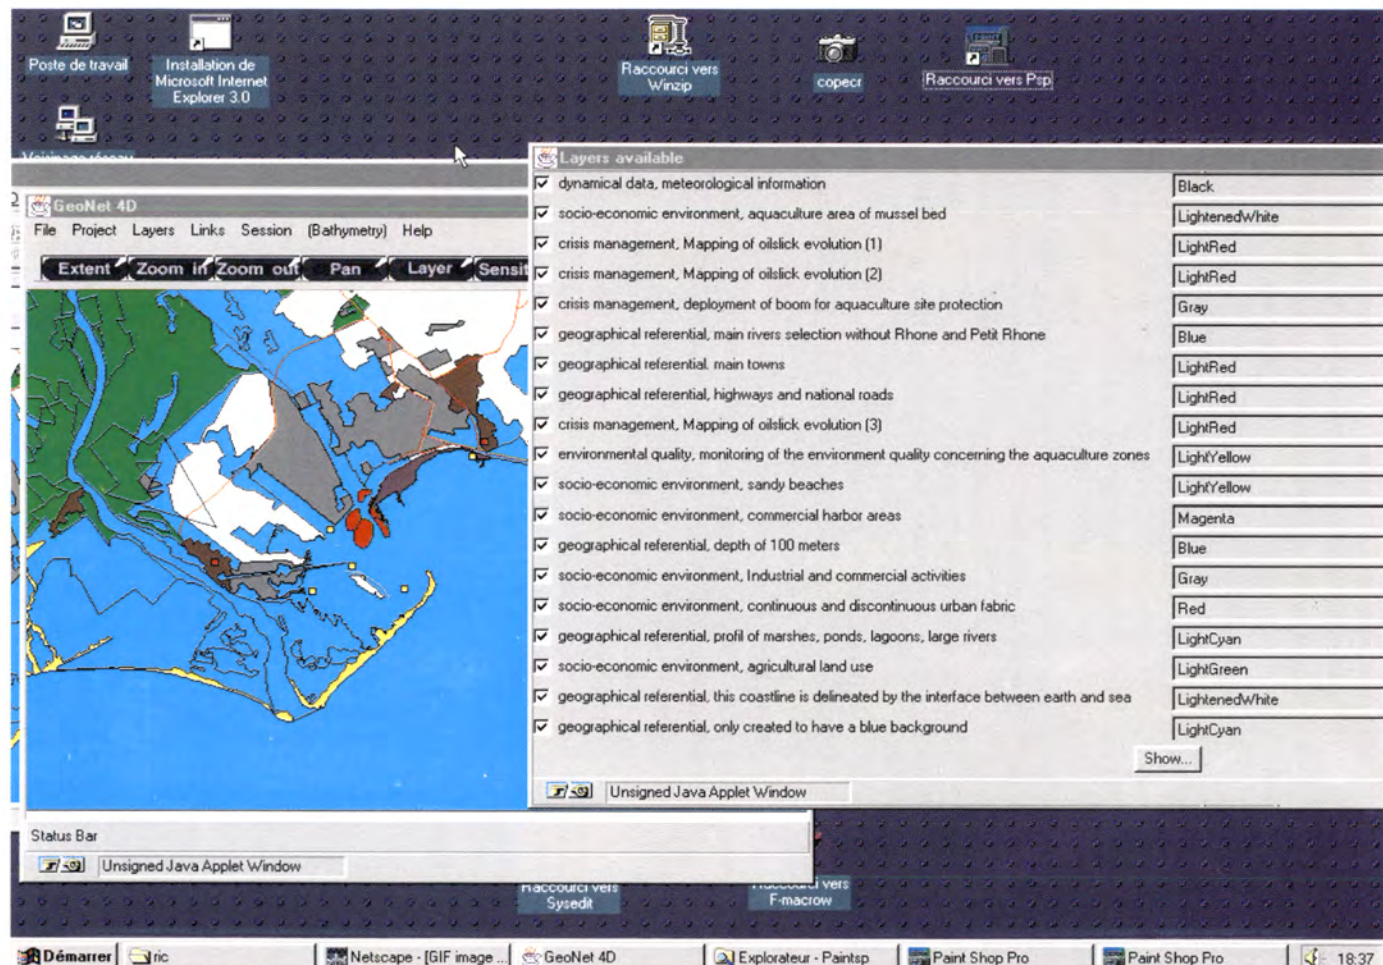 Poste de travail
Installation de
Microsoft Internet
Explorer 3.0
Raccourci vers
Winzip
copecr
Raccourci vers Psp
Voisinage réseau
Layers available
dynamical data, meteorological information Black
socio-economic environment, aquaculture area of mussel bed LightenedWhite
crisis management, Mapping of oilslick evolution (1) LightRed
crisis management, Mapping of oilslick evolution (2) LightRed
crisis management, deployment of boom for aquaculture site protection Gray
geographical referential, main rivers selection without Rhone and Petit Rhone Blue
geographical referential. main towns LightRed
geographical referential, highways and national roads LightRed
crisis management, Mapping of oilslick evolution (3) LightRed
environmental quality, monitoring of the environment quality concerning the aquaculture zones LightYellow
socio-economic environment, sandy beaches LightYellow
socio-economic environment, commercial harbor areas Magenta
geographical referential, depth of 100 meters Blue
socio-economic environment, Industrial and commercial activities Gray
socio-economic environment, continuous and discontinuous urban fabric Red
geographical referential, profil of marshes, ponds, lagoons, large rivers LightCyan
socio-economic environment, agricultural land use LightGreen
geographical referential, this coastline is delineated by the interface between earth and sea LightenedWhite
geographical referential, only created to have a blue background LightCyan
Show...
Unsigned Java Applet Window
GeoNet 4D
File Project Layers Links Session (Bathymetry) Help
Extent Zoom in Zoom out Pan Layer Sensit
Status Bar
Unsigned Java Applet Window
Raccourci vers
Sysedit
Raccourci vers
F-macrow
Démarrer ric Netscape - [GIF image ... GeoNet 4D Explorateur - Paintsp Paint Shop Pro Paint Shop Pro 18:37